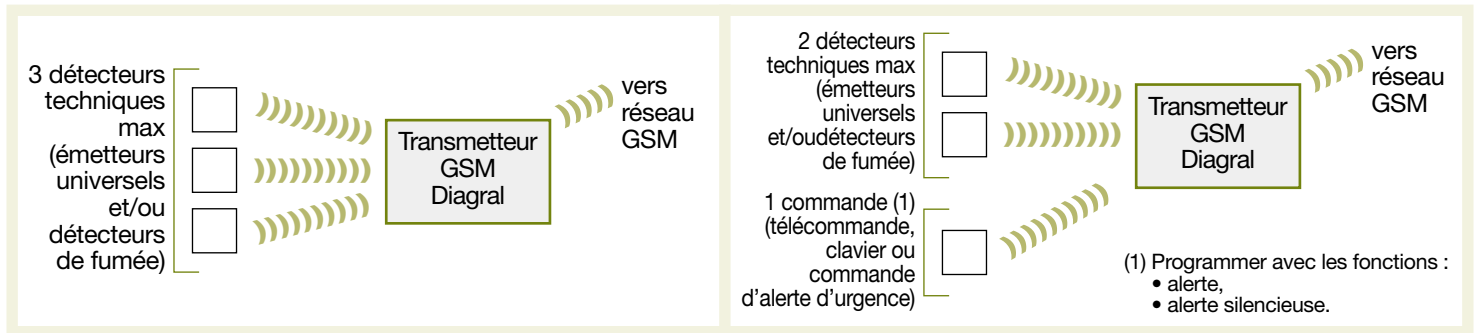 3 détecteurs
techniques
max
(émetteurs
universels
et/ou
détecteurs
de fumée)
Transmetteur
GSM
Diagral
vers
réseau
GSM
2 détecteurs
techniques max
(émetteurs
universels
et/oudétecteurs
de fumée)
1 commande (1)
(télécommande,
clavier ou
commande
d'alerte d'urgence)
Transmetteur
GSM
Diagral
vers
réseau
GSM
(1) Programmer avec les fonctions :
• alerte,
• alerte silencieuse.